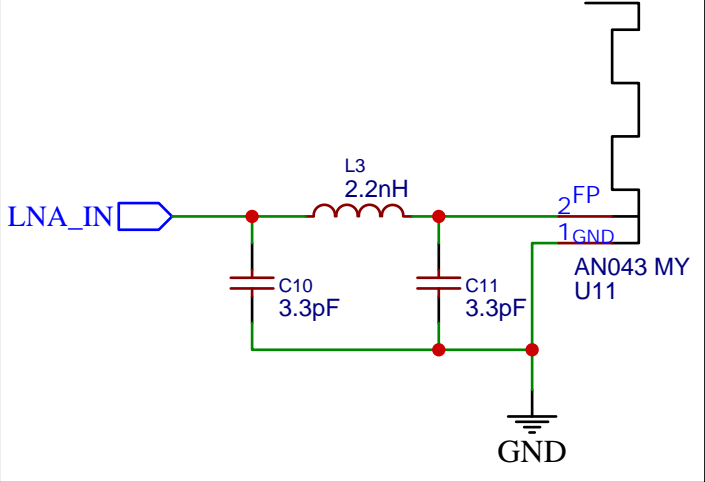 L3
2.2nH
LNA_IN
2
FP
1
GND
C10
3.3pF
C11
3.3pF
AN043 MY
U11
GND